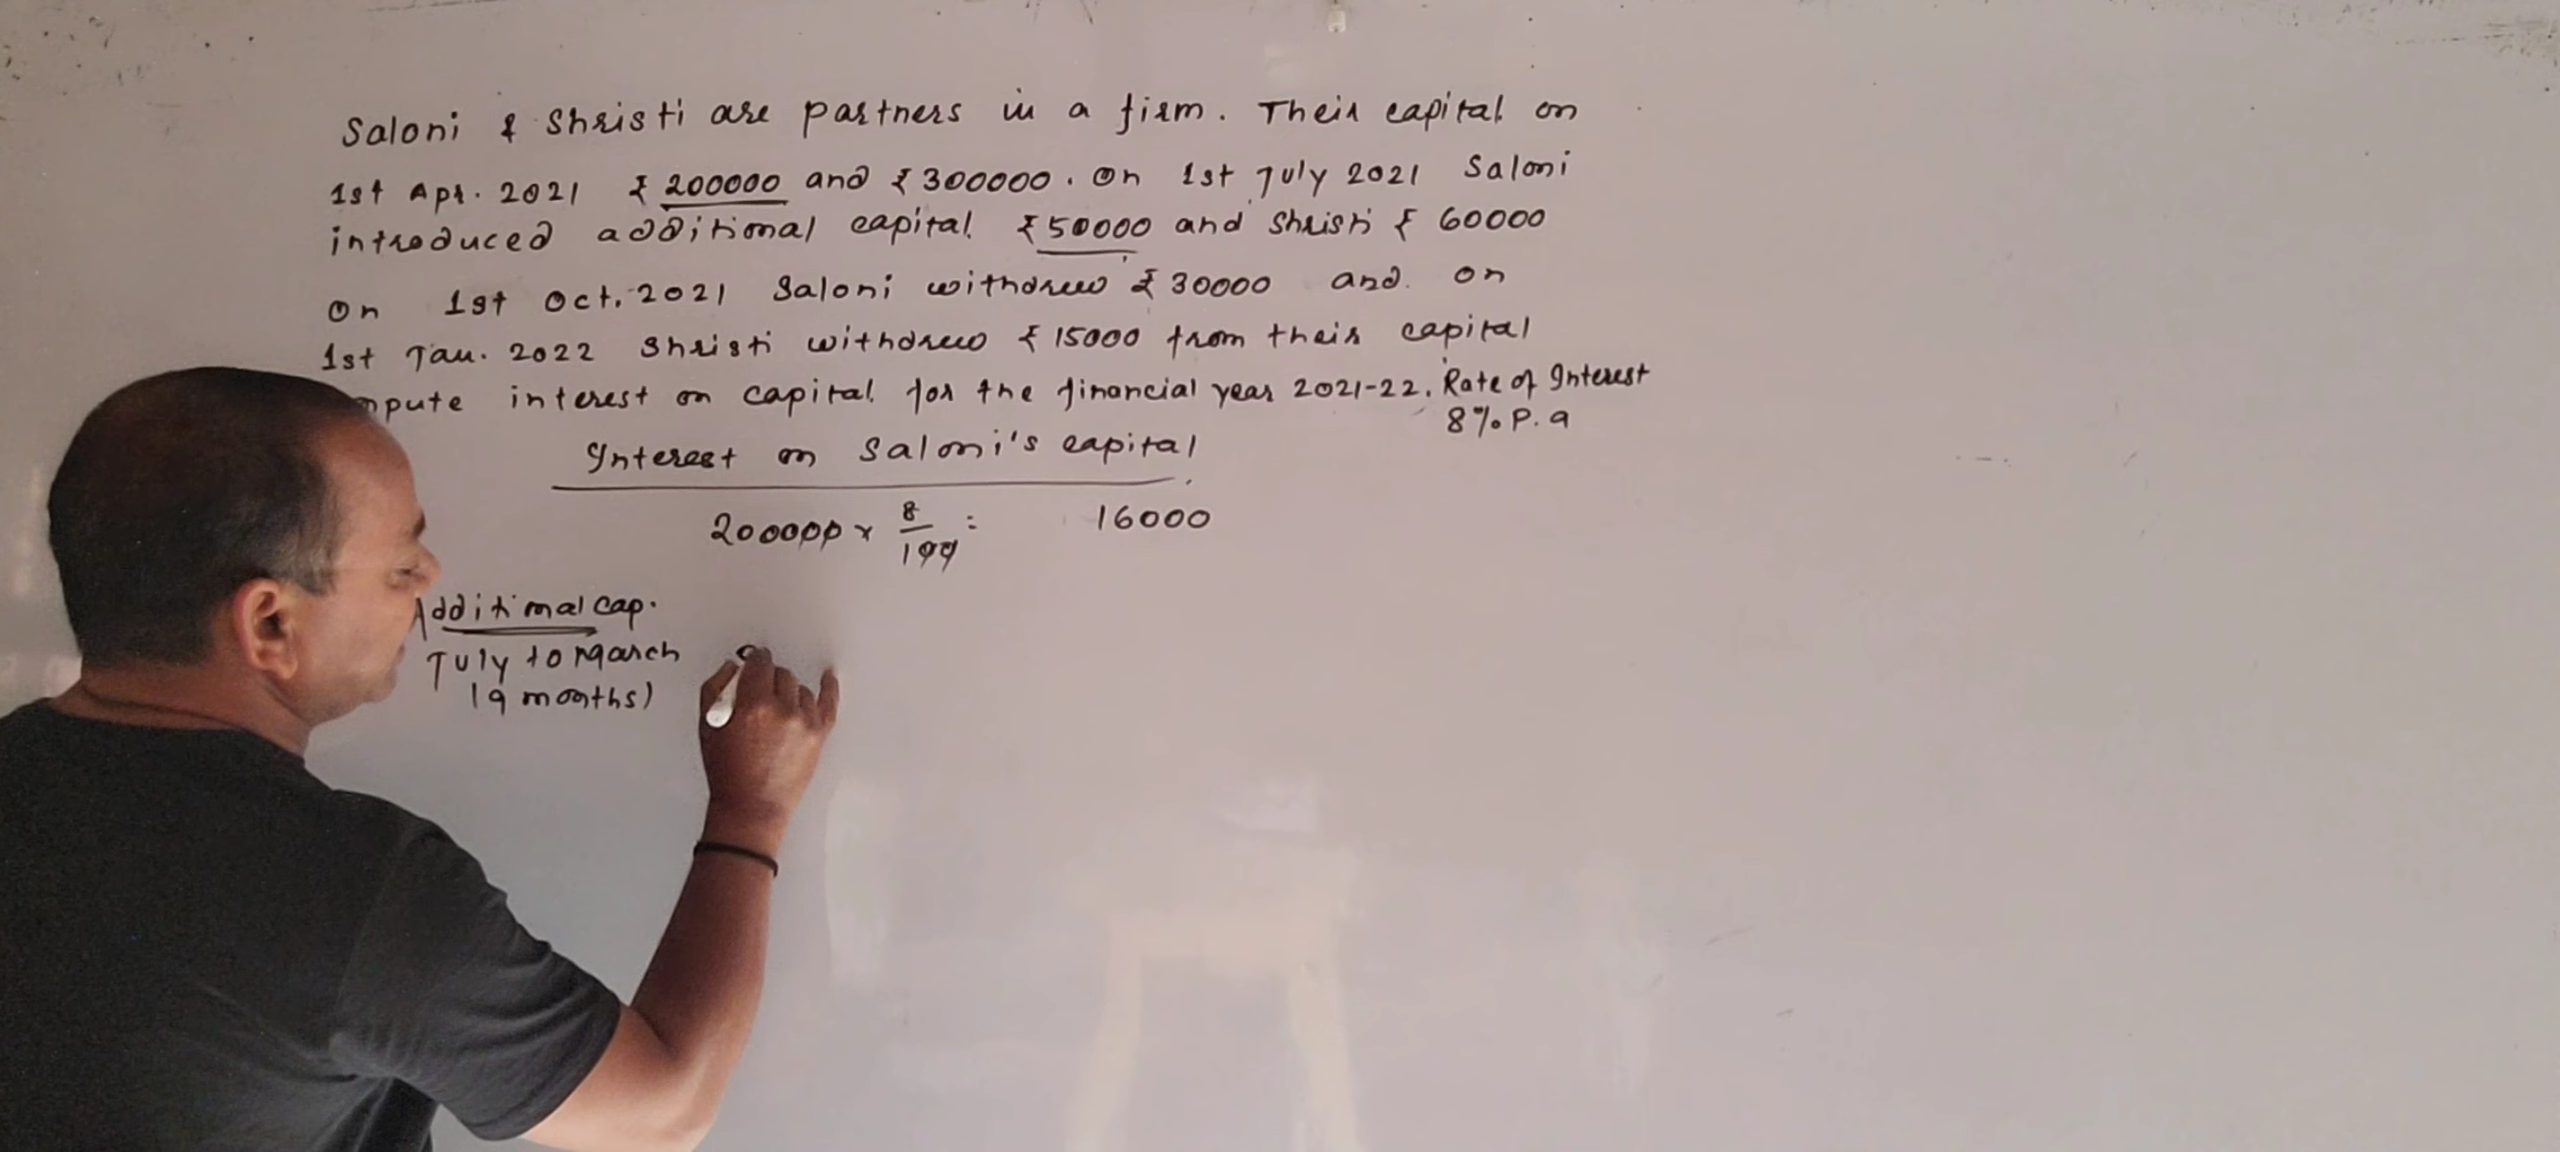 Saloni & Shristi are partners in a firm. Their capital on
1st Apr. 2021 ₹ 200000 and ₹ 300000. On 1st July 2021 Saloni
introduced additional capital ₹ 50000 and Shristi ₹ 60000
On 1st Oct. 2021 Saloni withdrew ₹ 30000 and on
1st Jan. 2022 Shristi withdrew ₹ 15000 from their capital
mpute interest on capital for the financial year 2021-22. Rate of Interest
8% P.a
Interest on Saloni's capital
200000 x 8/100 = 16000
Additional cap.
July to March
(9 months)